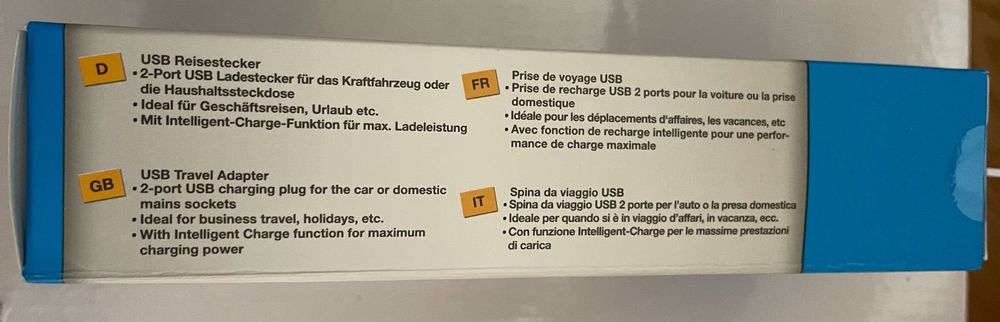 D
USB Reisestecker
• 2-Port USB Ladestecker für das Kraftfahrzeug oder
die Haushaltssteckdose
• Ideal für Geschäftsreisen, Urlaub etc.
• Mit Intelligent-Charge-Funktion für max. Ladeleistung
GB
USB Travel Adapter
• 2-port USB charging plug for the car or domestic
mains sockets
• Ideal for business travel, holidays, etc.
• With Intelligent Charge function for maximum
charging power
FR
Prise de voyage USB
• Prise de recharge USB 2 ports pour la voiture ou la prise
domestique
• Idéale pour les déplacements d'affaires, les vacances, etc
• Avec fonction de recharge intelligente pour une perfor-
mance de charge maximale
IT
Spina da viaggio USB
• Spina da viaggio USB 2 porte per l'auto o la presa domestica
• Ideale per quando si è in viaggio d'affari, in vacanza, ecc.
• Con funzione Intelligent-Charge per le massime prestazioni
di carica